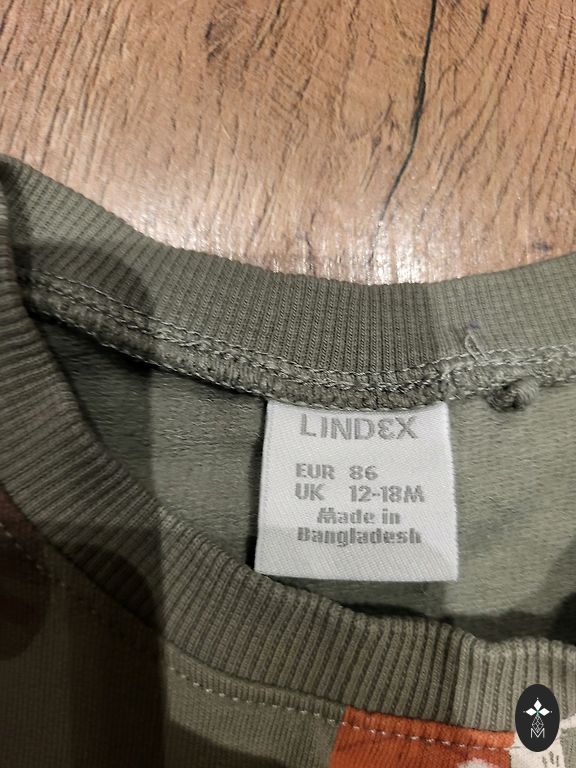 LINDEX
EUR 86
UK 12-18M
Made in
Bangladesh
M